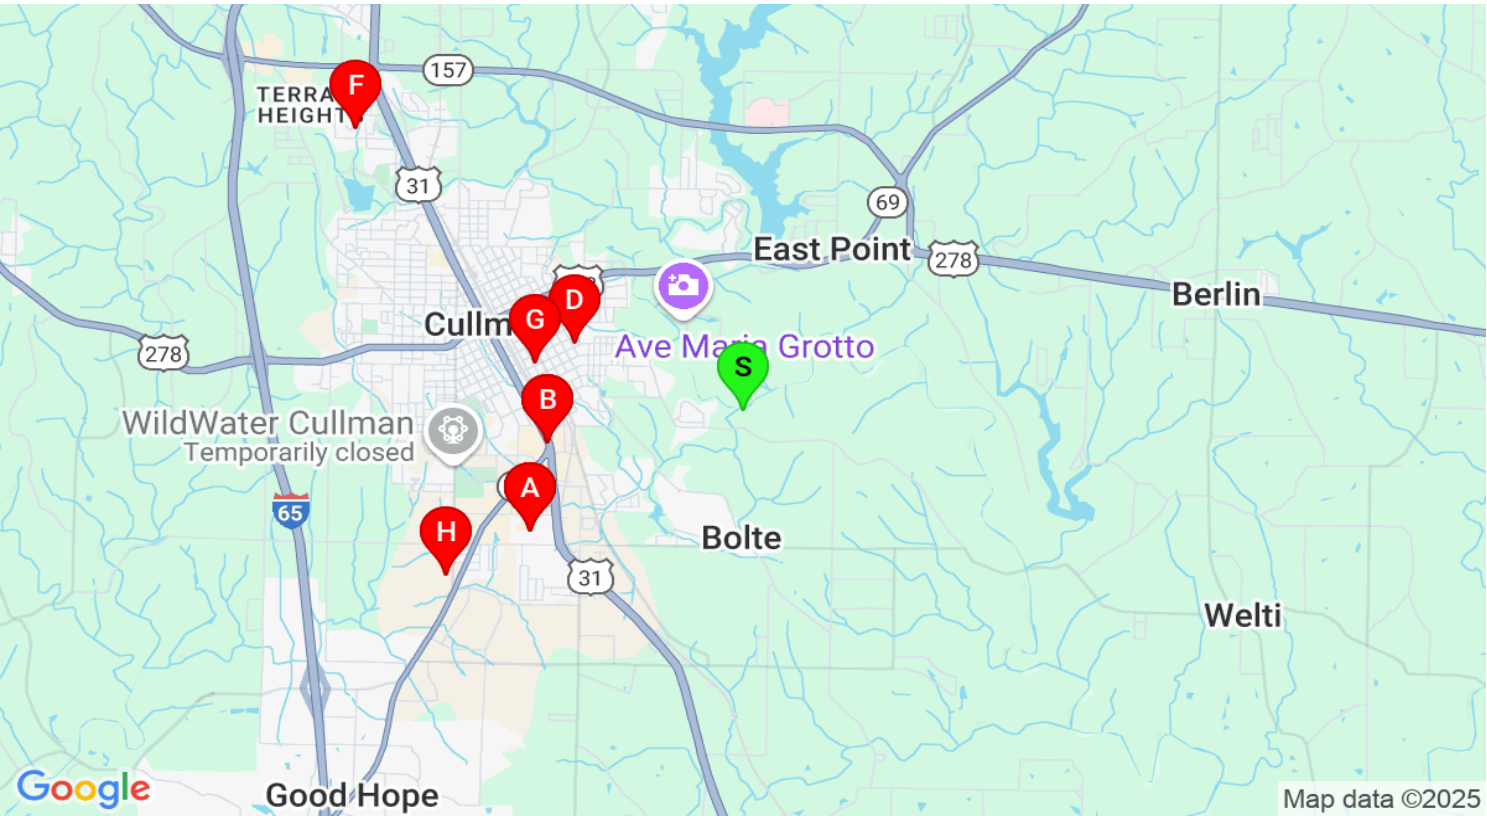 157
F
TERRA
HEIGHT
31
69
East Point
278
Berlin
D
G
Cullm
278
Ave Maria Grotto
S
B
WildWater Cullman
Temporarily closed
A
65
H
Bolte
31
Welti
Good Hope
Google
Map data ©2025